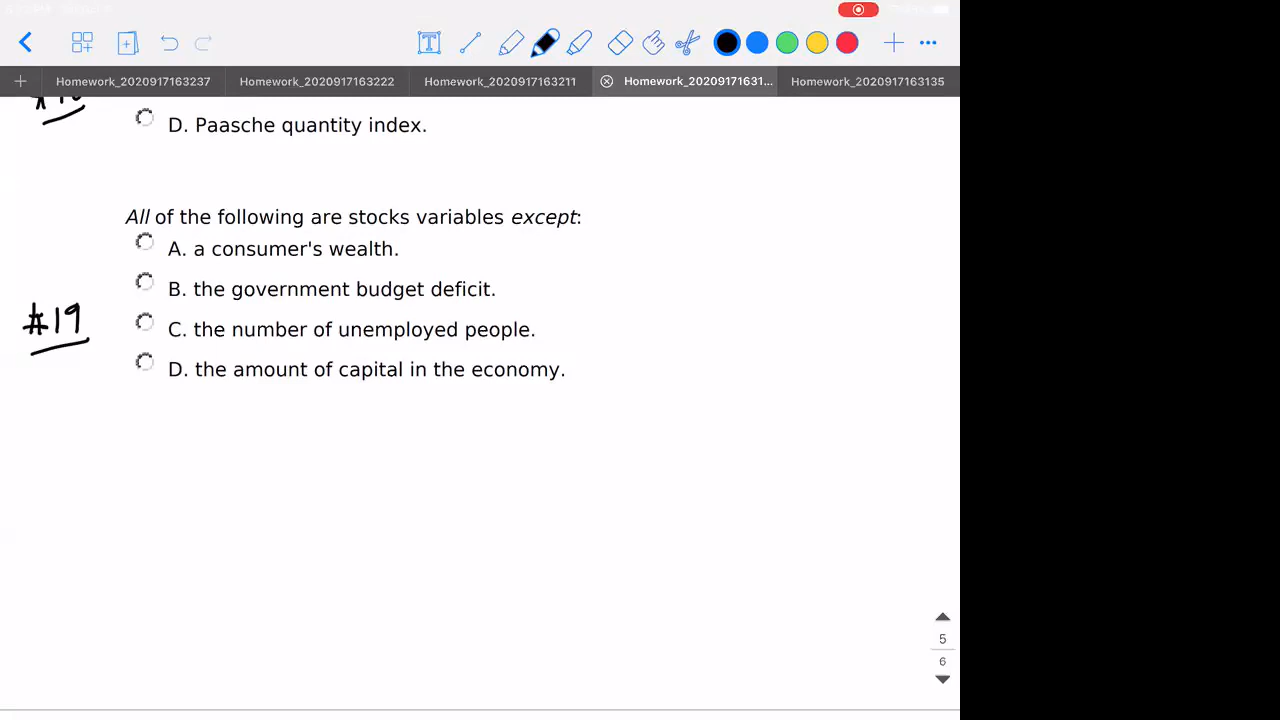 Homework_2020917163237
Homework_2020917163222
Homework_2020917163211
Homework_20209171631...
Homework_2020917163135
D. Paasche quantity index.
All of the following are stocks variables except:
A. a consumer's wealth.
B. the government budget deficit.
#19
C. the number of unemployed people.
D. the amount of capital in the economy.
5
6